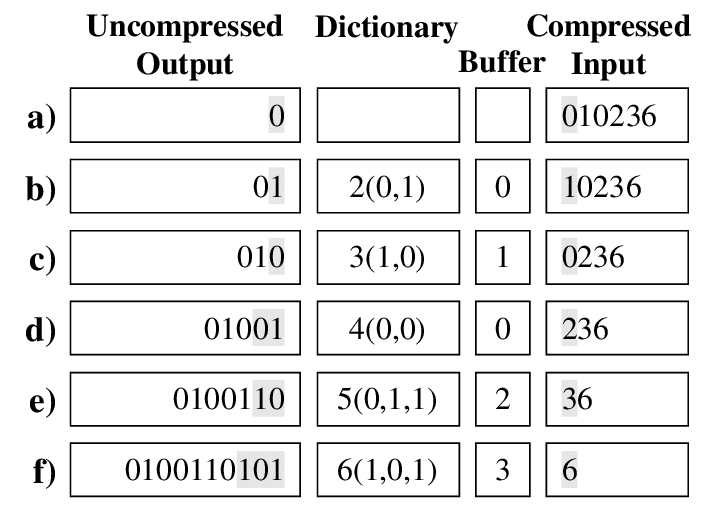 Uncompressed Output Dictionary Buffer Compressed Input
a) 0 010236
b) 01 2(0,1) 0 10236
c) 010 3(1,0) 1 0236
d) 01001 4(0,0) 0 236
e) 0100110 5(0,1,1) 2 36
f) 0100110101 6(1,0,1) 3 6